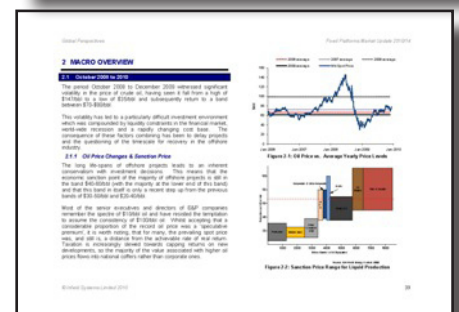 Global Perspectives
Fixed Platforms Market Update 2010/14
2 MACRO OVERVIEW
2.1 October 2008 to 2010
The period October 2008 to December 2009 witnessed significant
volatility in the price of crude oil, having seen it fall from a high of
$147/bbl to a low of $35/bbl and subsequently return to a band
between $70-$80/bbl.
This volatility has led to a particularly difficult investment environment
which was compounded by liquidity constraints in the financial market,
world-wide recession and a rapidly changing cost base. The
consequence of these factors combining has been to delay projects
and the questioning of the timescale for recovery in the offshore
industry.
2.1.1 Oil Price Changes & Sanction Price
The long life-spans of offshore projects leads to an inherent
conservatism with investment decisions. This means that the
economic sanction point of the majority of offshore projects is still in
the band $40-60/bbl (with the majority at the lower end of this band)
and that this band in itself is only a recent step up from the previous
bands of $30-50/bbl and $20-40/bbl.
Most of the senior executives and directors of E&P companies
remember the spectre of $10/bbl oil and have resisted the temptation
to assume the consistency of $100/bbl oil. Whilst accepting that a
considerable proportion of the record oil price was a 'speculative
premium', it is worth noting, that for many, the prevailing spot price
was, and still is, a distance from the achievable rate of real return.
Taxation is increasingly skewed towards capping returns on new
developments, so the majority of the value associated with higher oil
prices flows into national coffers rather than corporate ones.
Figure 2.1: Oil Price vs. Average Yearly Price Levels
Figure 2.2: Sanction Price Range for Liquid Production